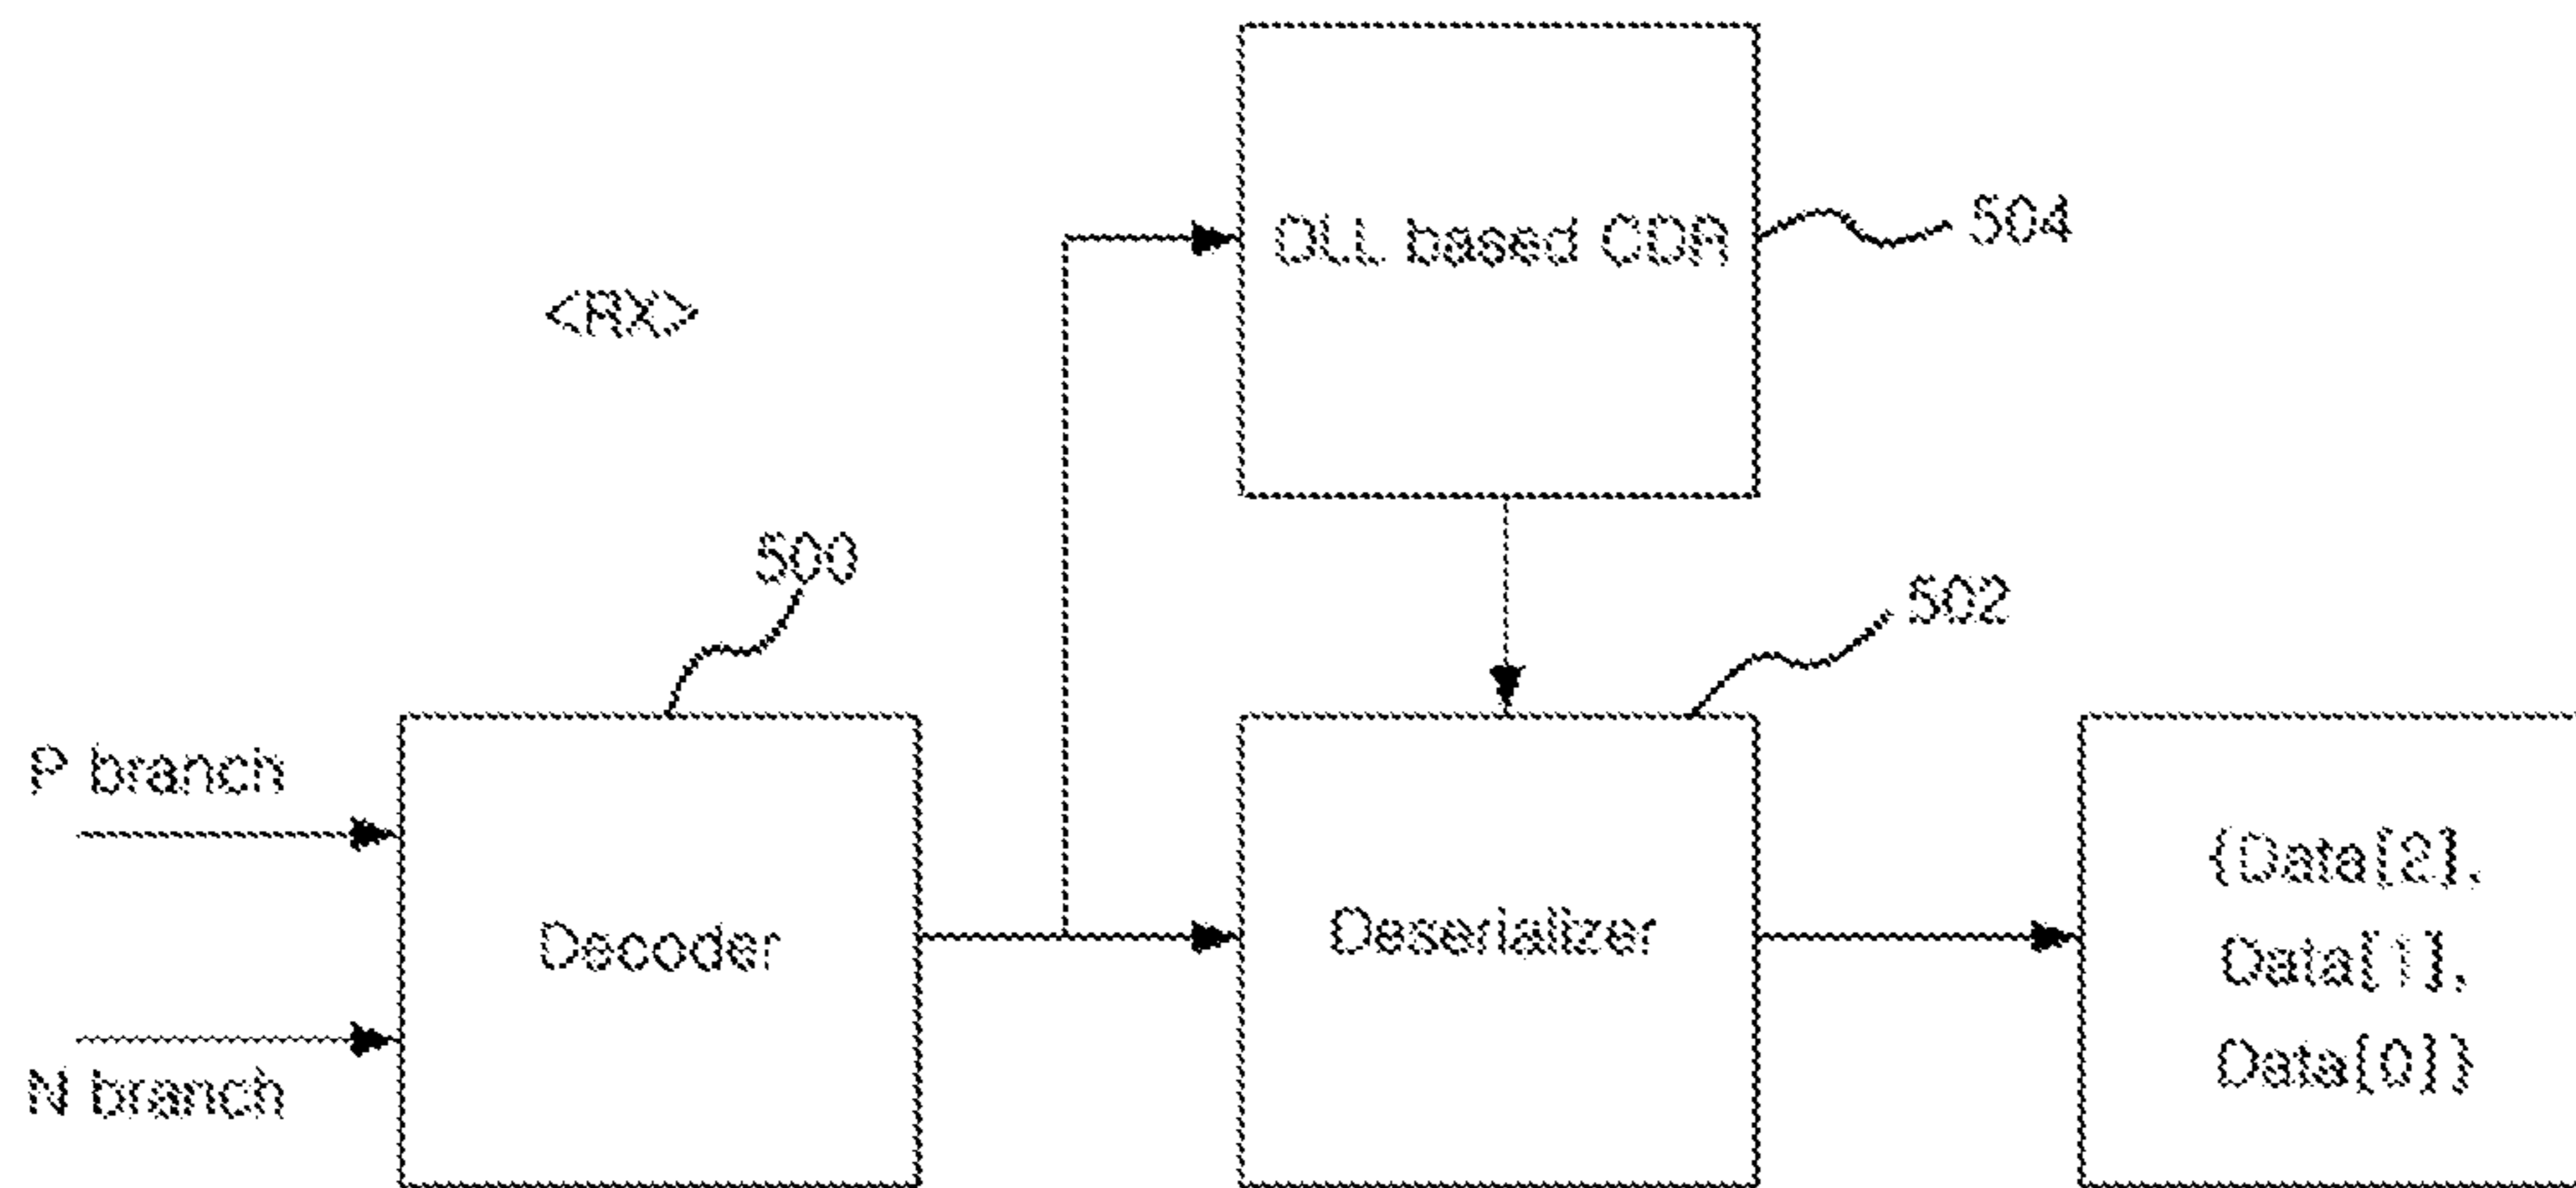 DLL based CDR
504
<RX>
500
502
P branch
Decoder
Deserializer
{Data[2],
Data[1],
Data[0]}
N branch